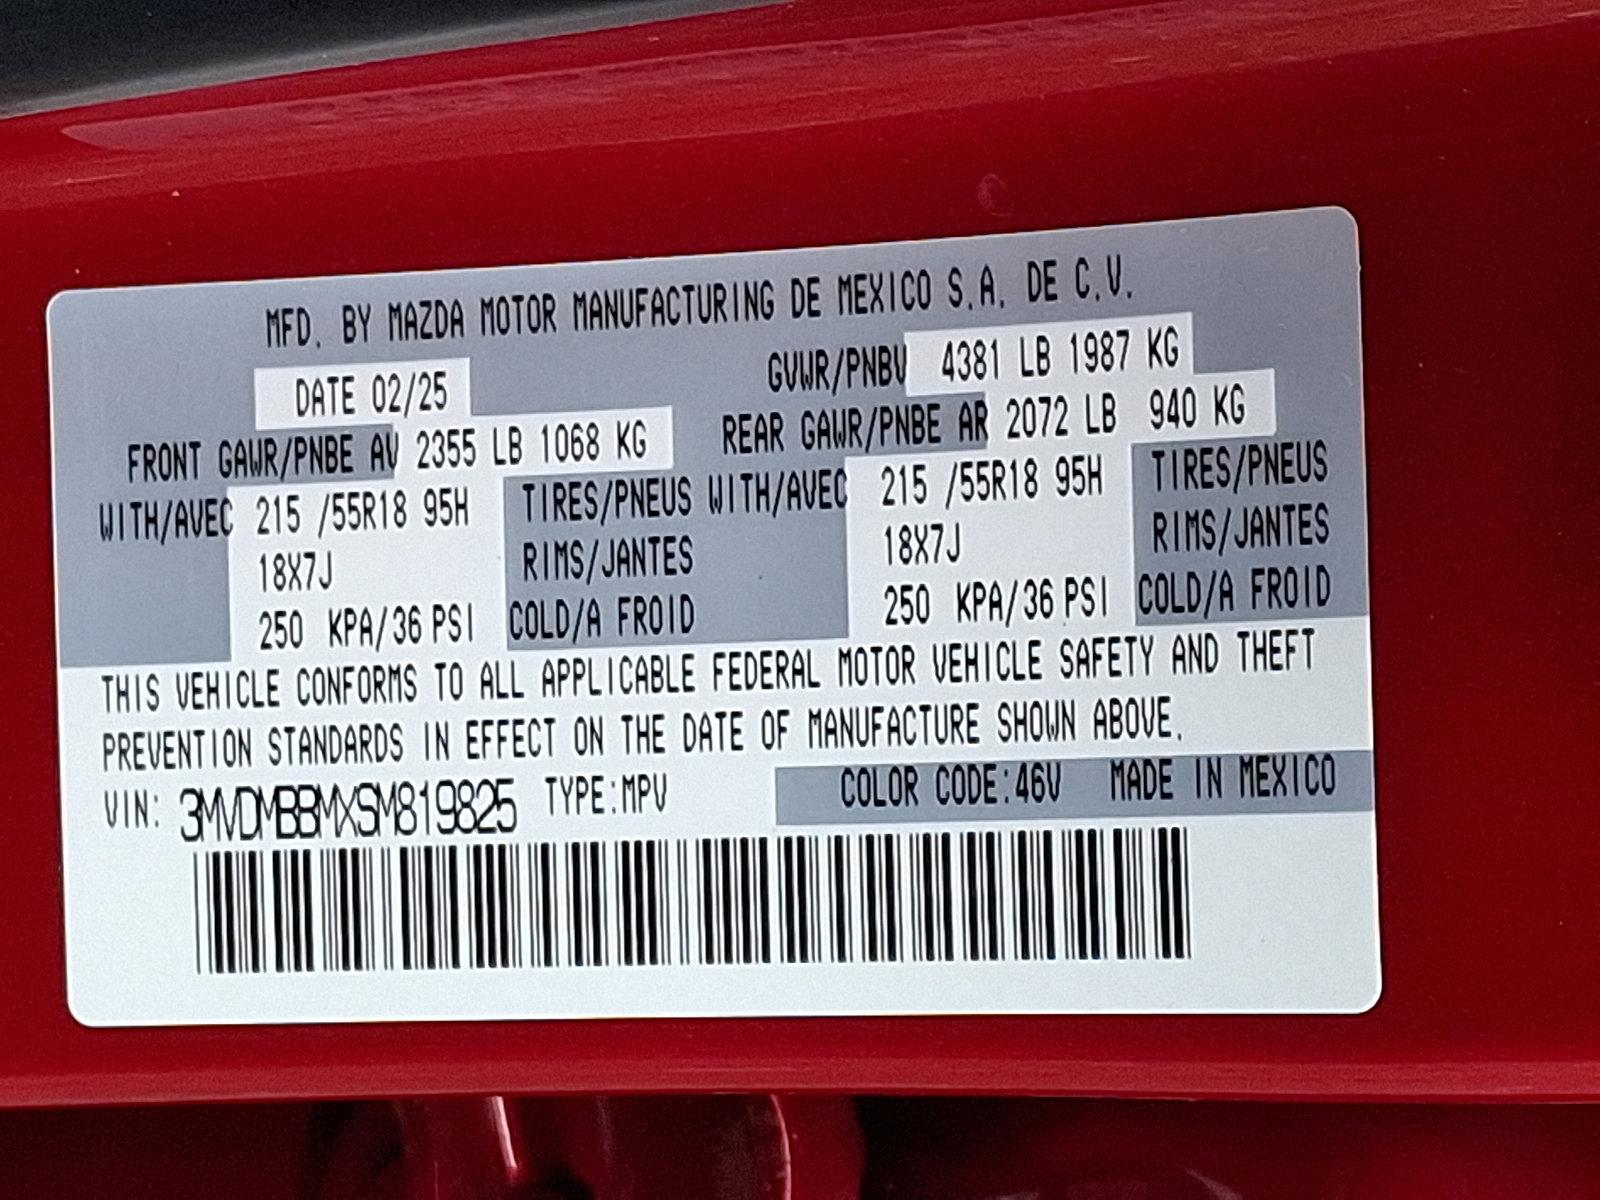 MFD. BY MAZDA MOTOR MANUFACTURING DE MEXICO S.A. DE C.V.
DATE 02/25 GVWR/PNBV 4381 LB 1987 KG
FRONT GAWR/PNBE AV 2355 LB 1068 KG REAR GAWR/PNBE AR 2072 LB 940 KG
WITH/AVEC 215 /55R18 95H TIRES/PNEUS WITH/AVEC 215 /55R18 95H TIRES/PNEUS
18X7J RIMS/JANTES 18X7J RIMS/JANTES
250 KPA/36 PSI COLD/A FROID 250 KPA/36 PSI COLD/A FROID
THIS VEHICLE CONFORMS TO ALL APPLICABLE FEDERAL MOTOR VEHICLE SAFETY AND THEFT
PREVENTION STANDARDS IN EFFECT ON THE DATE OF MANUFACTURE SHOWN ABOVE.
VIN: 3MVDMBBMXSM819825 TYPE:MPV COLOR CODE:46V MADE IN MEXICO